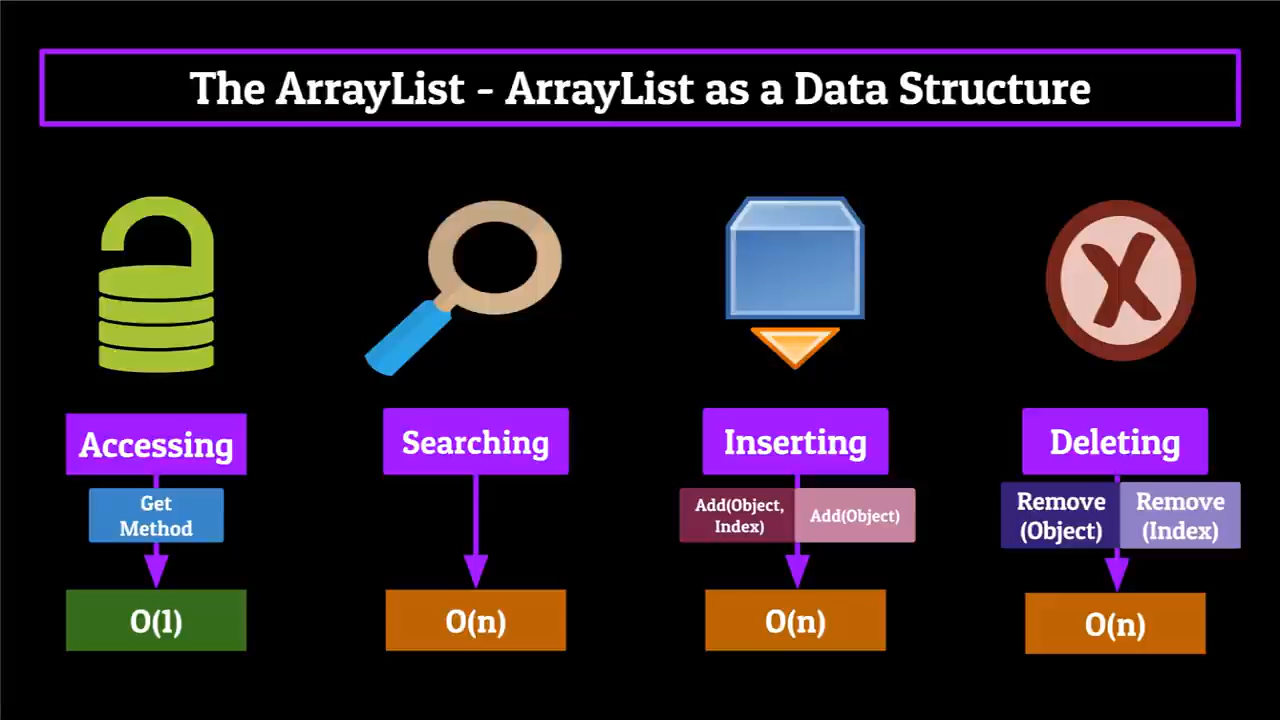 The ArrayList - ArrayList as a Data Structure
Accessing
Get
Method
O(1)
Searching
O(n)
Inserting
Add(Object,
Index)
Add(Object)
O(n)
Deleting
Remove
(Object)
Remove
(Index)
O(n)